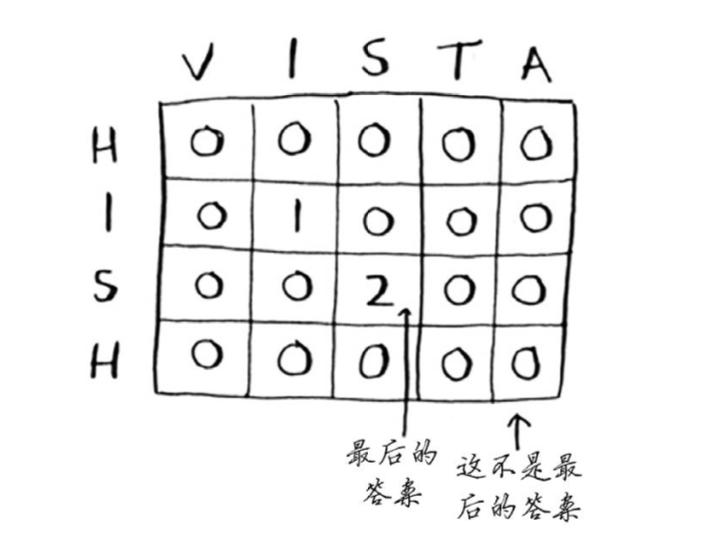 V I S T A
H 0 0 0 0 0
I 0 1 0 0 0
S 0 0 2 0 0
H 0 0 0 0 0
最后的
答案
这不是最
后的答案